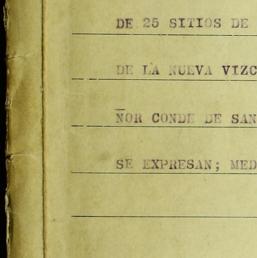 DE 25 SITIOS DE
DE LA NUEVA VIZC
ÑOR CONDE DE SAN
SE EXPRESAN; MED